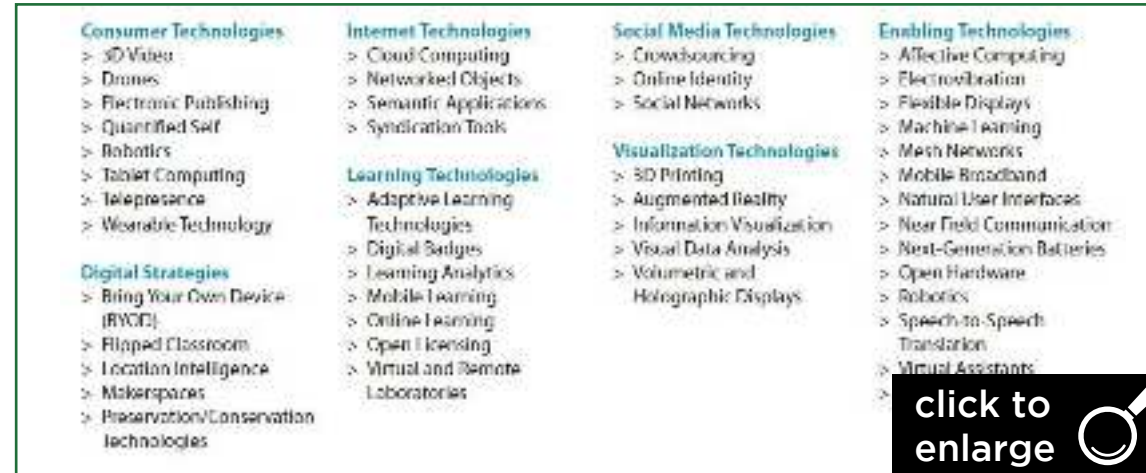 Consumer Technologies
> 3D Video
> Drones
> Electronic Publishing
> Quantified Self
> Robotics
> Tablet Computing
> Telepresence
> Wearable Technology
Digital Strategies
> Bring Your Own Device
(BYOD)
> Flipped Classroom
> Location Intelligence
> Makerspaces
> Preservation/Conservation
Technologies
Internet Technologies
> Cloud Computing
> Networked Objects
> Semantic Applications
> Syndication Tools
Learning Technologies
> Adaptive Learning
Technologies
> Digital Badges
> Learning Analytics
> Mobile Learning
> Online Learning
> Open Licensing
> Virtual and Remote
Laboratories
Social Media Technologies
> Crowdsourcing
> Online Identity
> Social Networks
Visualization Technologies
> 3D Printing
> Augmented Reality
> Information Visualization
> Visual Data Analysis
> Volumetric and
Holographic Displays
Enabling Technologies
> Affective Computing
> Electrovibration
> Flexible Displays
> Machine Learning
> Mesh Networks
> Mobile Broadband
> Natural User Interfaces
> Near Field Communication
> Next-Generation Batteries
> Open Hardware
> Robotics
> Speech-to-Speech
Translation
> Virtual Assistants
>
click to
enlarge